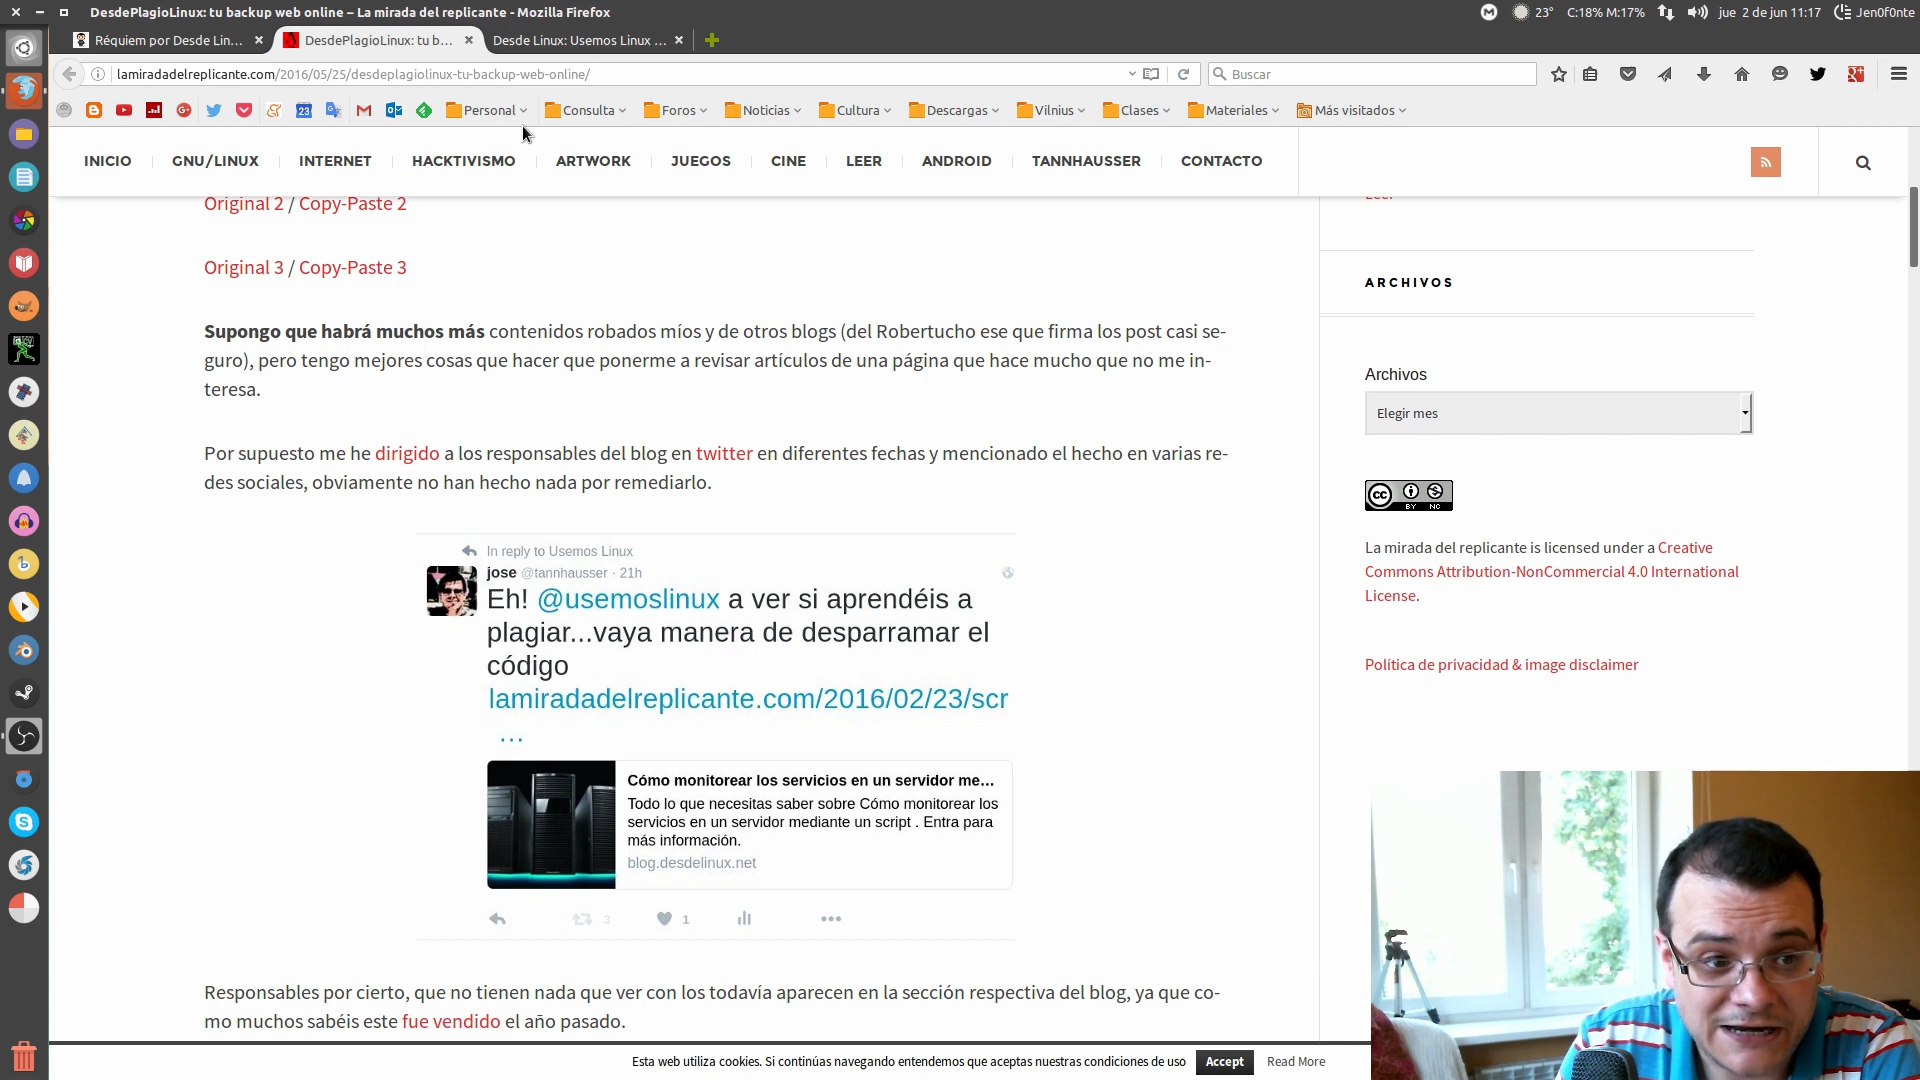 DesdePlagioLinux: tu backup web online – La mirada del replicante - Mozilla Firefox
23° C:18% M:17% jue 2 de jun 11:17 Jen0f0nte
Réquiem por Desde Lin...
DesdePlagioLinux: tu b...
Desde Linux: Usemos Linux ...
lamiradadelreplicante.com/2016/05/25/desdeplagiolinux-tu-backup-web-online/
Buscar
Personal
Consulta
Foros
Noticias
Cultura
Descargas
Vilnius
Clases
Materiales
Más visitados
INICIO
GNU/LINUX
INTERNET
HACKTIVISMO
ARTWORK
JUEGOS
CINE
LEER
ANDROID
TANNHAUSSER
CONTACTO
Original 2 / Copy-Paste 2
Original 3 / Copy-Paste 3
Supongo que habrá muchos más contenidos robados míos y de otros blogs (del Robertucho ese que firma los post casi se-
guro), pero tengo mejores cosas que hacer que ponerme a revisar artículos de una página que hace mucho que no me in-
teresa.
Por supuesto me he dirigido a los responsables del blog en twitter en diferentes fechas y mencionado el hecho en varias re-
des sociales, obviamente no han hecho nada por remediarlo.
In reply to Usemos Linux
jose @tannhausser · 21h
Eh! @usemoslinux a ver si aprendéis a
plagiar...vaya manera de desparramar el
código
lamiradadelreplicante.com/2016/02/23/scr
…
Cómo monitorear los servicios en un servidor me...
Todo lo que necesitas saber sobre Cómo monitorear los
servicios en un servidor mediante un script . Entra para
más información.
blog.desdelinux.net
3
1
Responsables por cierto, que no tienen nada que ver con los todavía aparecen en la sección respectiva del blog, ya que co-
mo muchos sabéis este fue vendido el año pasado.
ARCHIVOS
Archivos
Elegir mes
cc BY NC
La mirada del replicante is licensed under a Creative
Commons Attribution-NonCommercial 4.0 International
License.
Política de privacidad & image disclaimer
Esta web utiliza cookies. Si continúas navegando entendemos que aceptas nuestras condiciones de uso
Accept
Read More